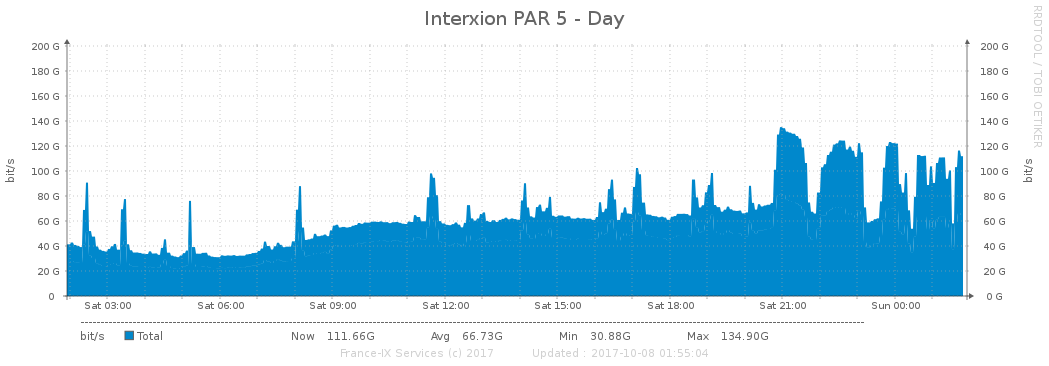 Interxion PAR 5 - Day
RRDTOOL / TOBI OETIKER
bit/s
200 G 200 G
180 G 180 G
160 G 160 G
140 G 140 G
120 G 120 G
100 G 100 G
80 G 80 G
60 G 60 G
40 G 40 G
20 G 20 G
0 0 G
bit/s
Sat 03:00 Sat 06:00 Sat 09:00 Sat 12:00 Sat 15:00 Sat 18:00 Sat 21:00 Sun 00:00
bit/s Total Now 111.66G Avg 66.73G Min 30.88G Max 134.90G
France-IX Services (c) 2017 Updated : 2017-10-08 01:55:04